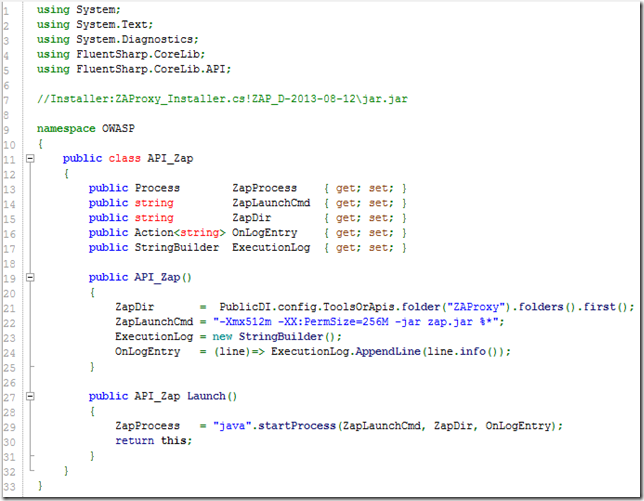 1 using System;
2 using System.Text;
3 using System.Diagnostics;
4 using FluentSharp.CoreLib;
5 using FluentSharp.CoreLib.API;
6
7 //Installer:ZAProxy_Installer.cs!ZAP_D-2013-08-12\jar.jar
8
9 namespace OWASP
10 {
11     public class API_Zap
12     {
13         public Process        ZapProcess    { get; set; }
14         public string         ZapLaunchCmd  { get; set; }
15         public string         ZapDir        { get; set; }
16         public Action<string> OnLogEntry    { get; set; }
17         public StringBuilder  ExecutionLog  { get; set; }
18
19         public API_Zap()
20         {
21             ZapDir       =  PublicDI.config.ToolsOrApis.folder("ZAProxy").folders().first();
22             ZapLaunchCmd = "-Xmx512m -XX:PermSize=256M -jar zap.jar %*";
23             ExecutionLog = new StringBuilder();
24             OnLogEntry   = (line)=> ExecutionLog.AppendLine(line.info());
25         }
26
27         public API_Zap Launch()
28         {
29             ZapProcess   = "java".startProcess(ZapLaunchCmd, ZapDir, OnLogEntry);
30             return this;
31         }
32     }
33 }